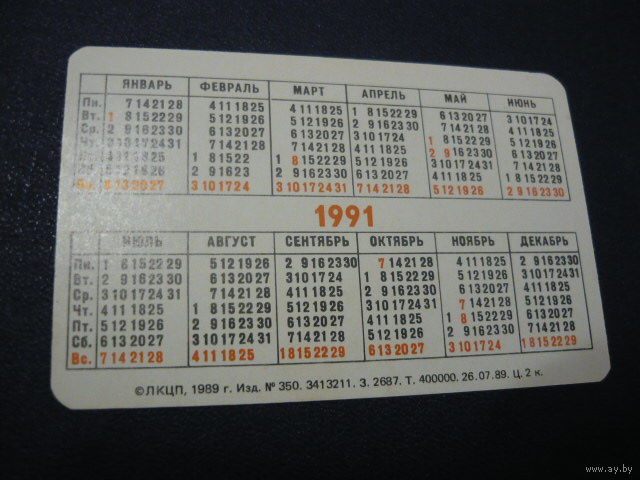 ЯНВАРЬ ФЕВРАЛЬ МАРТ АПРЕЛЬ МАЙ ИЮНЬ
Пн. 7 14 21 28 4 11 18 25 4 11 18 25 1 8 15 22 29 6 13 20 27 3 10 17 24
Вт. 1 8 15 22 29 5 12 19 26 5 12 19 26 2 9 16 23 30 7 14 21 28 4 11 18 25
Ср. 2 9 16 23 30 6 13 20 27 6 13 20 27 3 10 17 24 1 8 15 22 29 5 12 19 26
Чт. 3 10 17 24 31 7 14 21 28 7 14 21 28 4 11 18 25 2 9 16 23 30 6 13 20 27
4 11 18 25 1 8 15 22 1 8 15 22 29 5 12 19 26 3 10 17 24 31 7 14 21 28
5 12 19 26 2 9 16 23 2 9 16 23 30 6 13 20 27 4 11 18 25 1 8 15 22 29
Вс. 6 13 20 27 3 10 17 24 3 10 17 24 31 7 14 21 28 5 12 19 26 2 9 16 23 30
1991
ИЮЛЬ АВГУСТ СЕНТЯБРЬ ОКТЯБРЬ НОЯБРЬ ДЕКАБРЬ
Пн. 1 8 15 22 29 5 12 19 26 2 9 16 23 30 7 14 21 28 4 11 18 25 2 9 16 23 30
Вт. 2 9 16 23 30 6 13 20 27 3 10 17 24 1 8 15 22 29 5 12 19 26 3 10 17 24 31
Ср. 3 10 17 24 31 7 14 21 28 4 11 18 25 2 9 16 23 30 6 13 20 27 4 11 18 25
Чт. 4 11 18 25 1 8 15 22 29 5 12 19 26 3 10 17 24 31 7 14 21 28 5 12 19 26
Пт. 5 12 19 26 2 9 16 23 30 6 13 20 27 4 11 18 25 1 8 15 22 29 6 13 20 27
Сб. 6 13 20 27 3 10 17 24 31 7 14 21 28 5 12 19 26 2 9 16 23 30 7 14 21 28
Вс. 7 14 21 28 4 11 18 25 1 8 15 22 29 6 13 20 27 3 10 17 24 1 8 15 22 29
©ЛКЦП, 1989 г. Изд. № 350. 3413211. З. 2687. Т. 400000. 26.07.89. Ц. 2 к.
www.ay.by